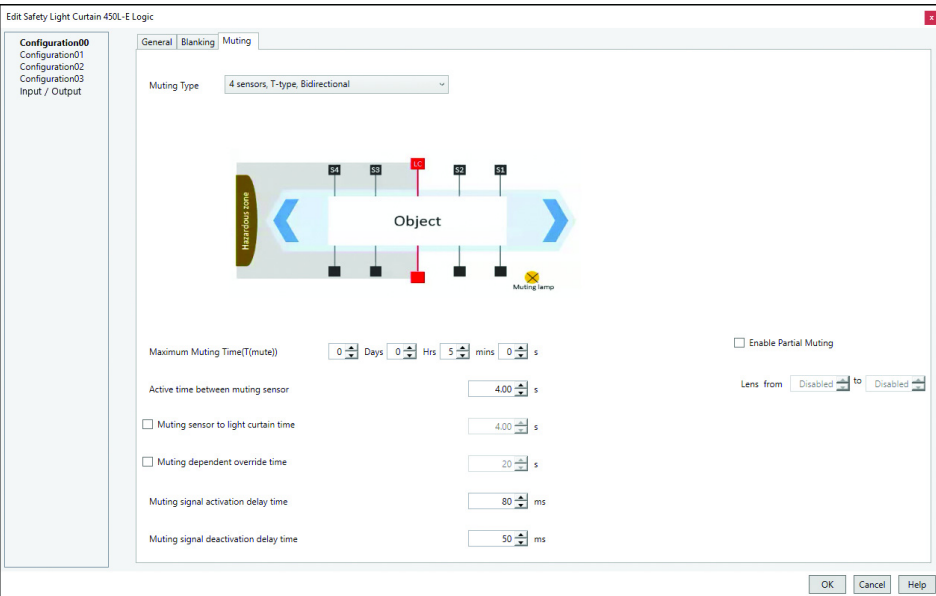 Edit Safety Light Curtain 450L-E Logic
x
Configuration00
Configuration01
Configuration02
Configuration03
Input / Output
General Blanking Muting
Muting Type 4 sensors, T-type, Bidirectional
S4 S3 LC S2 S1
Hazardous zone
Object
Muting lamp
Maximum Muting Time(T(mute)) 0 Days 0 Hrs 5 mins 0 s
Enable Partial Muting
Active time between muting sensor 4.00 s
Lens from Disabled to Disabled
Muting sensor to light curtain time 4.00 s
Muting dependent override time 20 s
Muting signal activation delay time 80 ms
Muting signal deactivation delay time 50 ms
OK Cancel Help